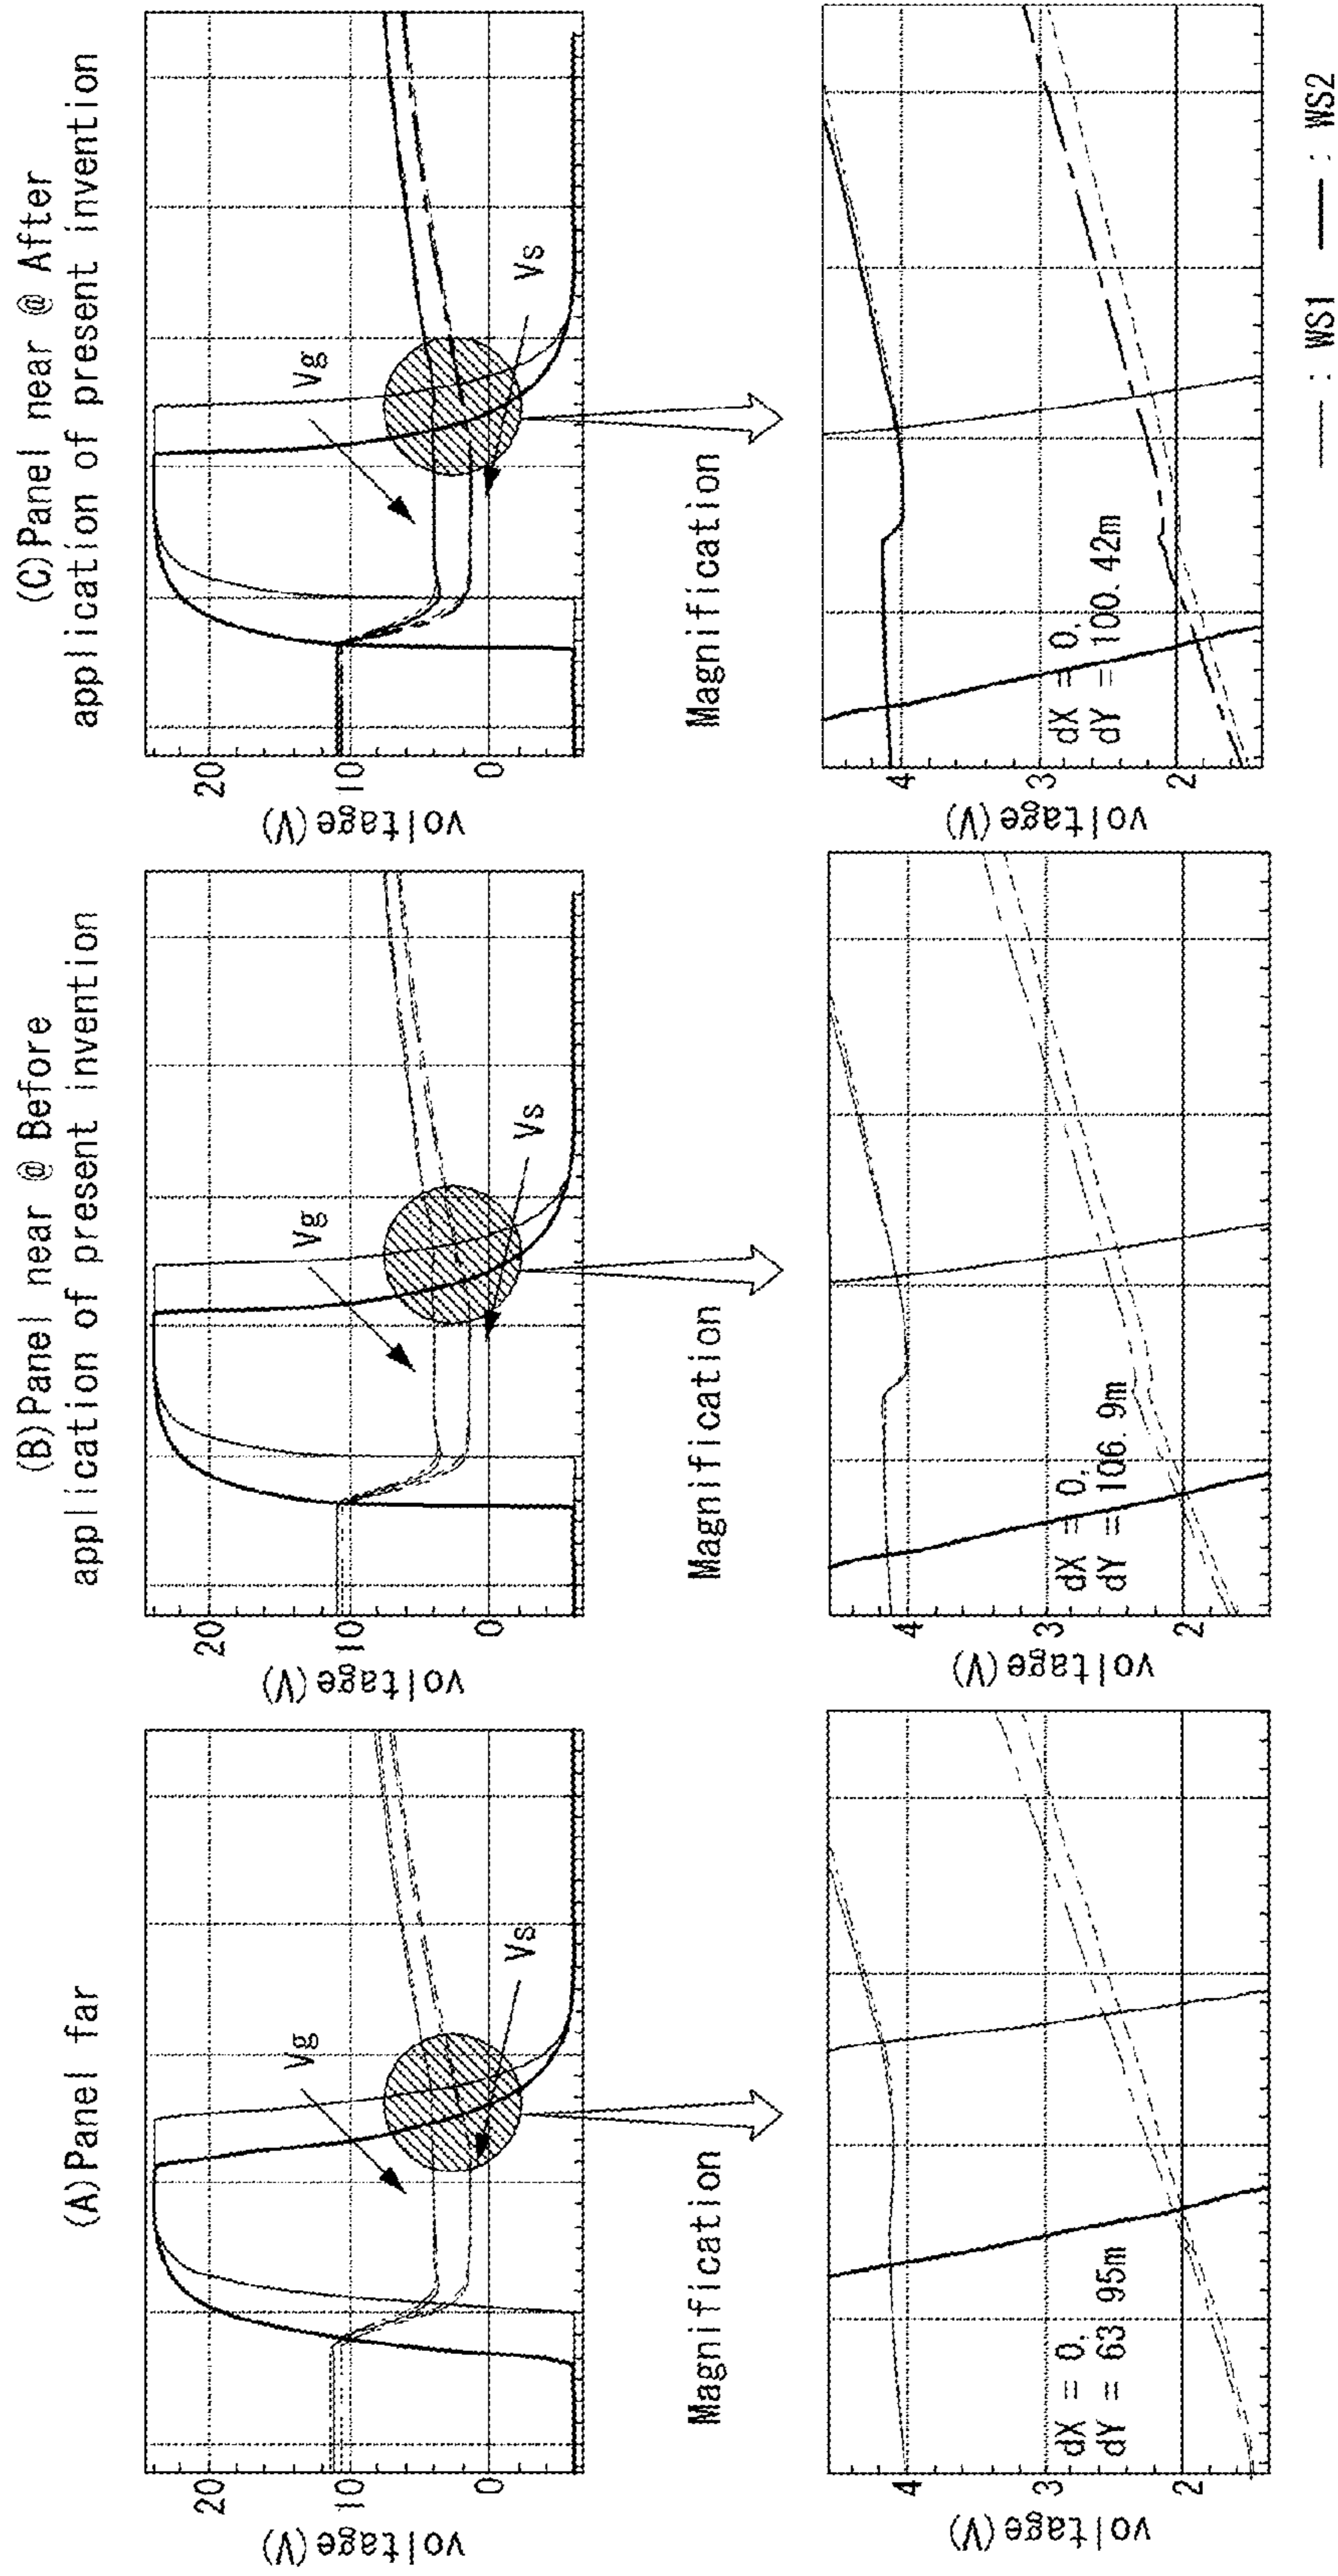 (A)Panel far
20
10
0
voltage(V)
Vg
Vs
Magnification
4
3
2
voltage(V)
dX = 0,
dY = 63 95m
(B)Panel near @ Before
application of present invention
20
10
0
voltage(V)
Vg
Vs
Magnification
4
3
2
voltage(V)
dX = 0,
dY = 106. 9m
(C)Panel near @ After
application of present invention
20
10
0
voltage(V)
Vg
Vs
Magnification
4
3
2
voltage(V)
dX = 0,
dY = 100. 42m
: WS1 : WS2